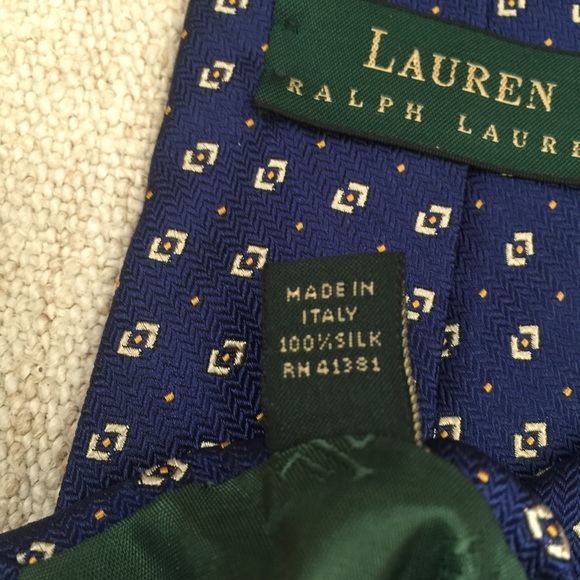 LAUREN
RALPH LAURE
MADE IN
ITALY
100% SILK
RN 41381